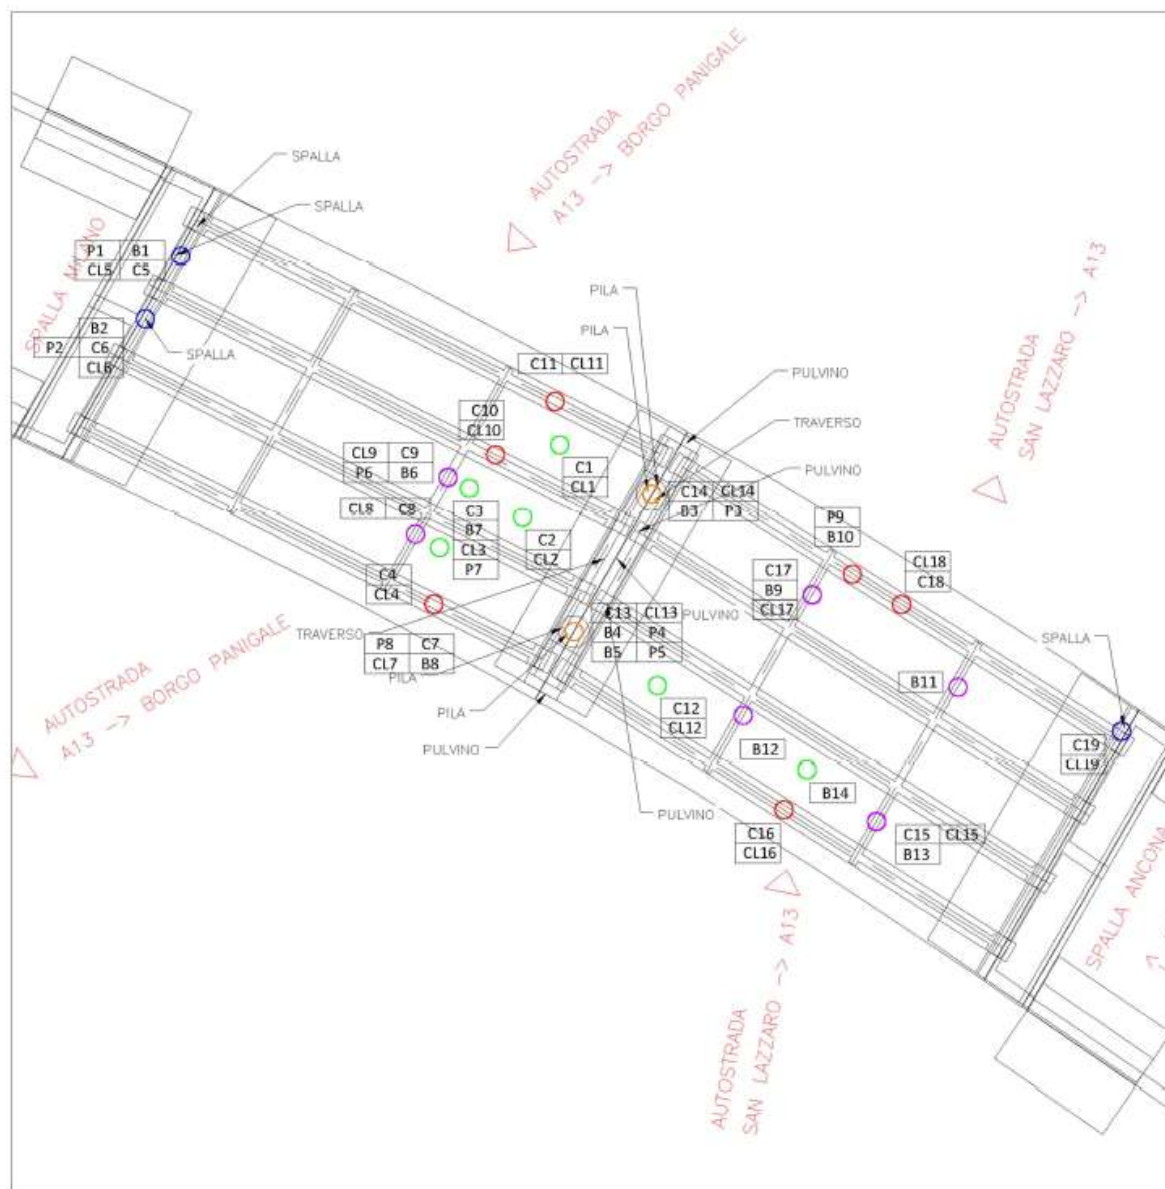 AUTOSTRADA
A13 -> BORGO PANIGALE
SPALLA
SPALLA
SPALLA MILANO
P1 B1
CL5 C5
B2
P2 C6
CL6
SPALLA
AUTOSTRADA
SAN LAZZARO -> A13
PILA
PILA
C11 CL11
PULVINO
C10
CL10
TRAVERSO
CL9 C9
P6 B6
C1
CL1
PULVINO
C14 CL14
B3 P3
CL8 C8
C3
B7
CL3
P7
C2
CL2
P9
B10
CL18
C18
C17
B9
CL17
C4
CL4
C13 CL13
B4 P4
B5 P5
PULVINO
TRAVERSO
P8 C7
CL7 B8
SPALLA
AUTOSTRADA
A13 -> BORGO PANIGALE
PILA
B11
PILA
C12
CL12
C19
CL19
PULVINO
B12
B14
PULVINO
C16
CL16
C15 CL15
B13
SPALLA ANCONA
AUTOSTRADA
SAN LAZZARO -> A13